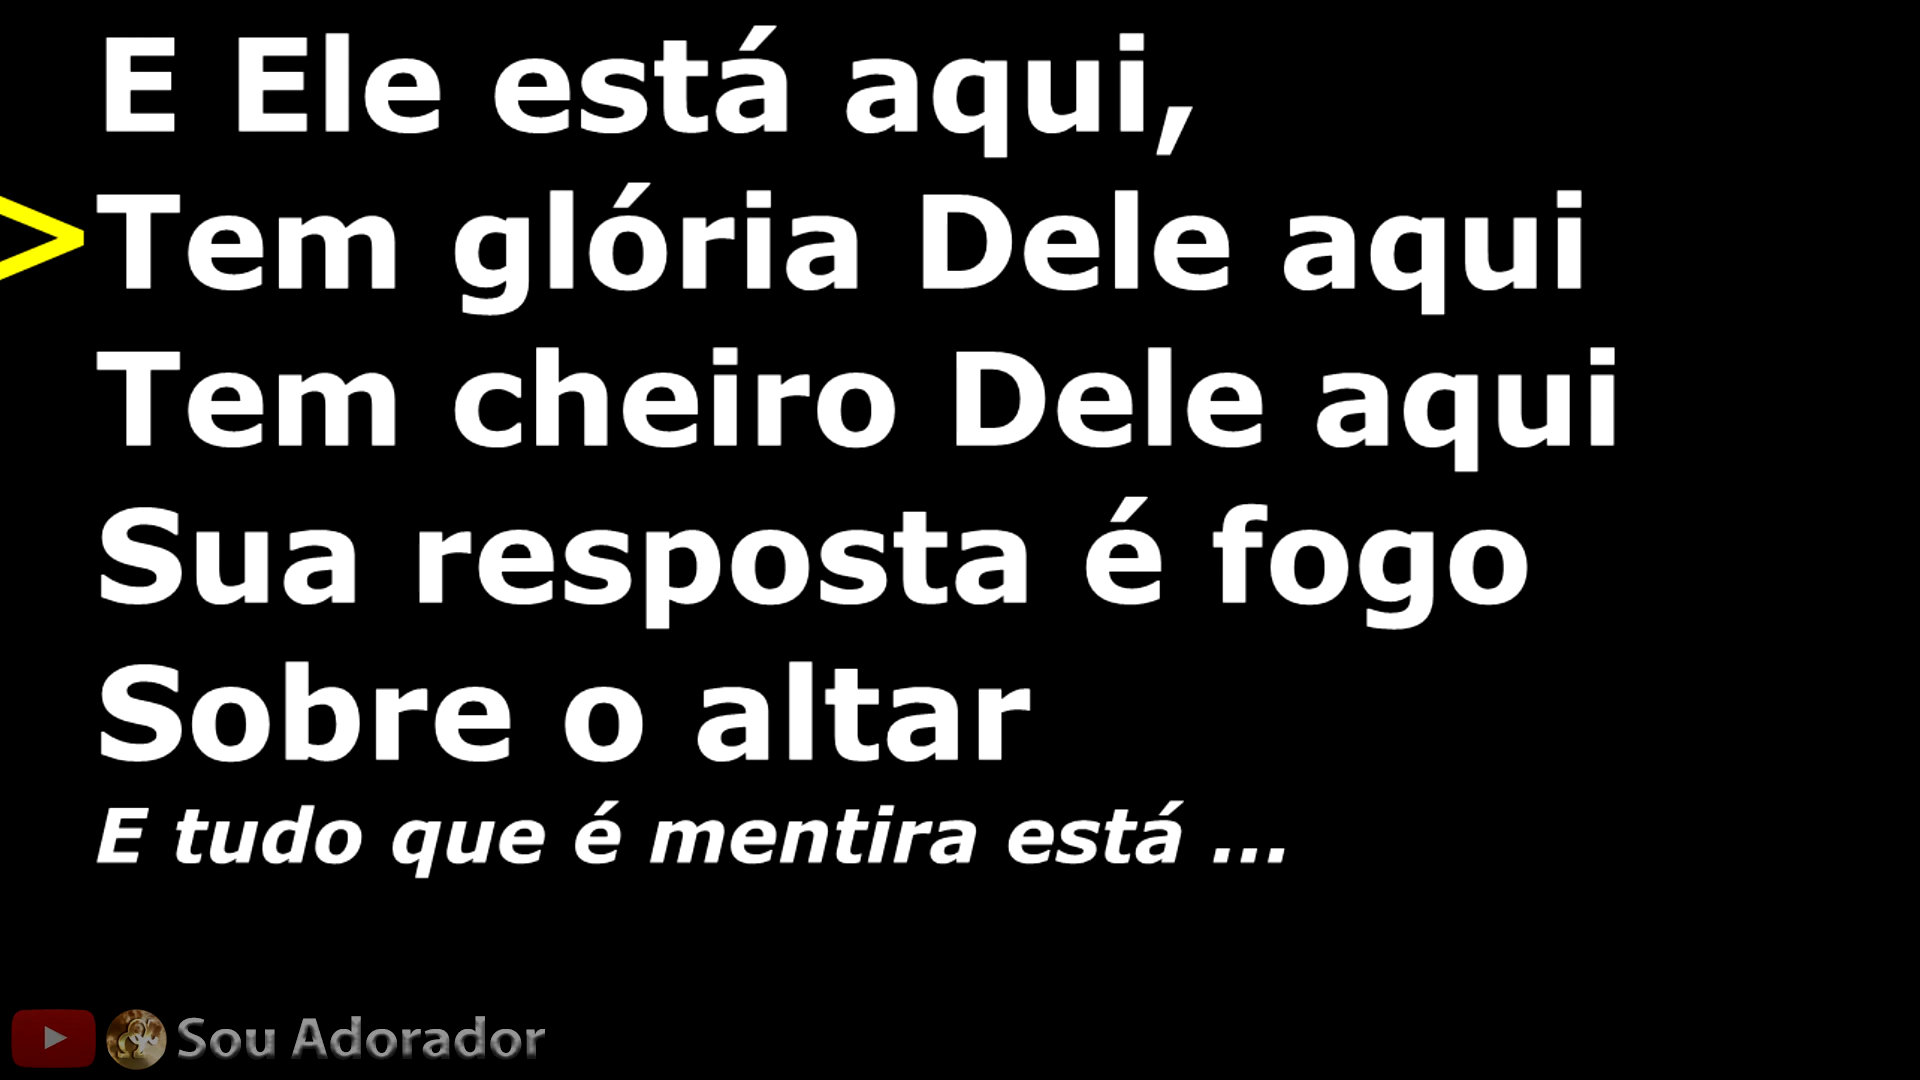 E Ele está aqui,
>Tem glória Dele aqui
Tem cheiro Dele aqui
Sua resposta é fogo
Sobre o altar
E tudo que é mentira está ...
Sou Adorador